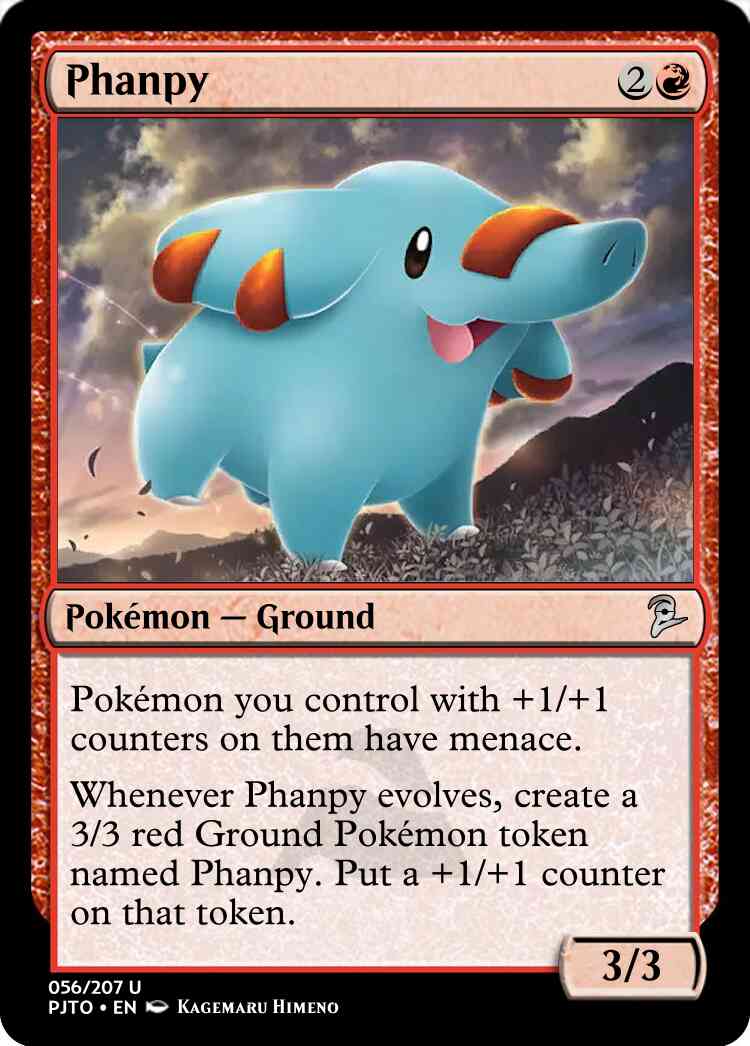 Phanpy 2
Pokémon — Ground
Pokémon you control with +1/+1
counters on them have menace.
Whenever Phanpy evolves, create a
3/3 red Ground Pokémon token
named Phanpy. Put a +1/+1 counter
on that token.
3/3
056/207 U
PJTO • EN KAGEMARU HIMENO